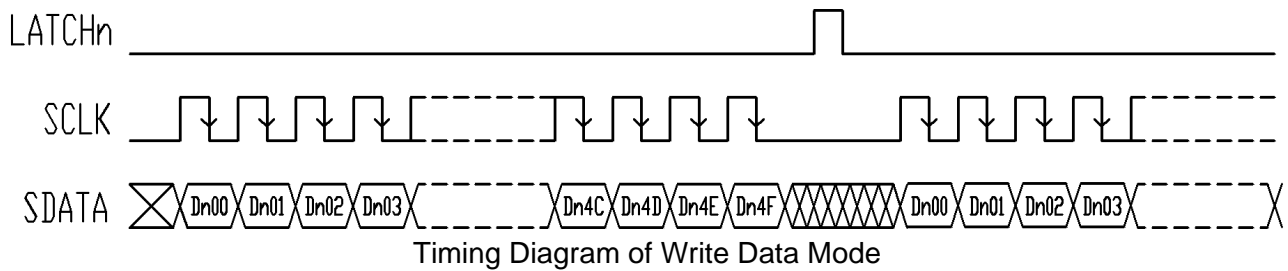 LATCHn
SCLK
SDATA Dn00 Dn01 Dn02 Dn03 Dn4C Dn4D Dn4E Dn4F Dn00 Dn01 Dn02 Dn03
Timing Diagram of Write Data Mode